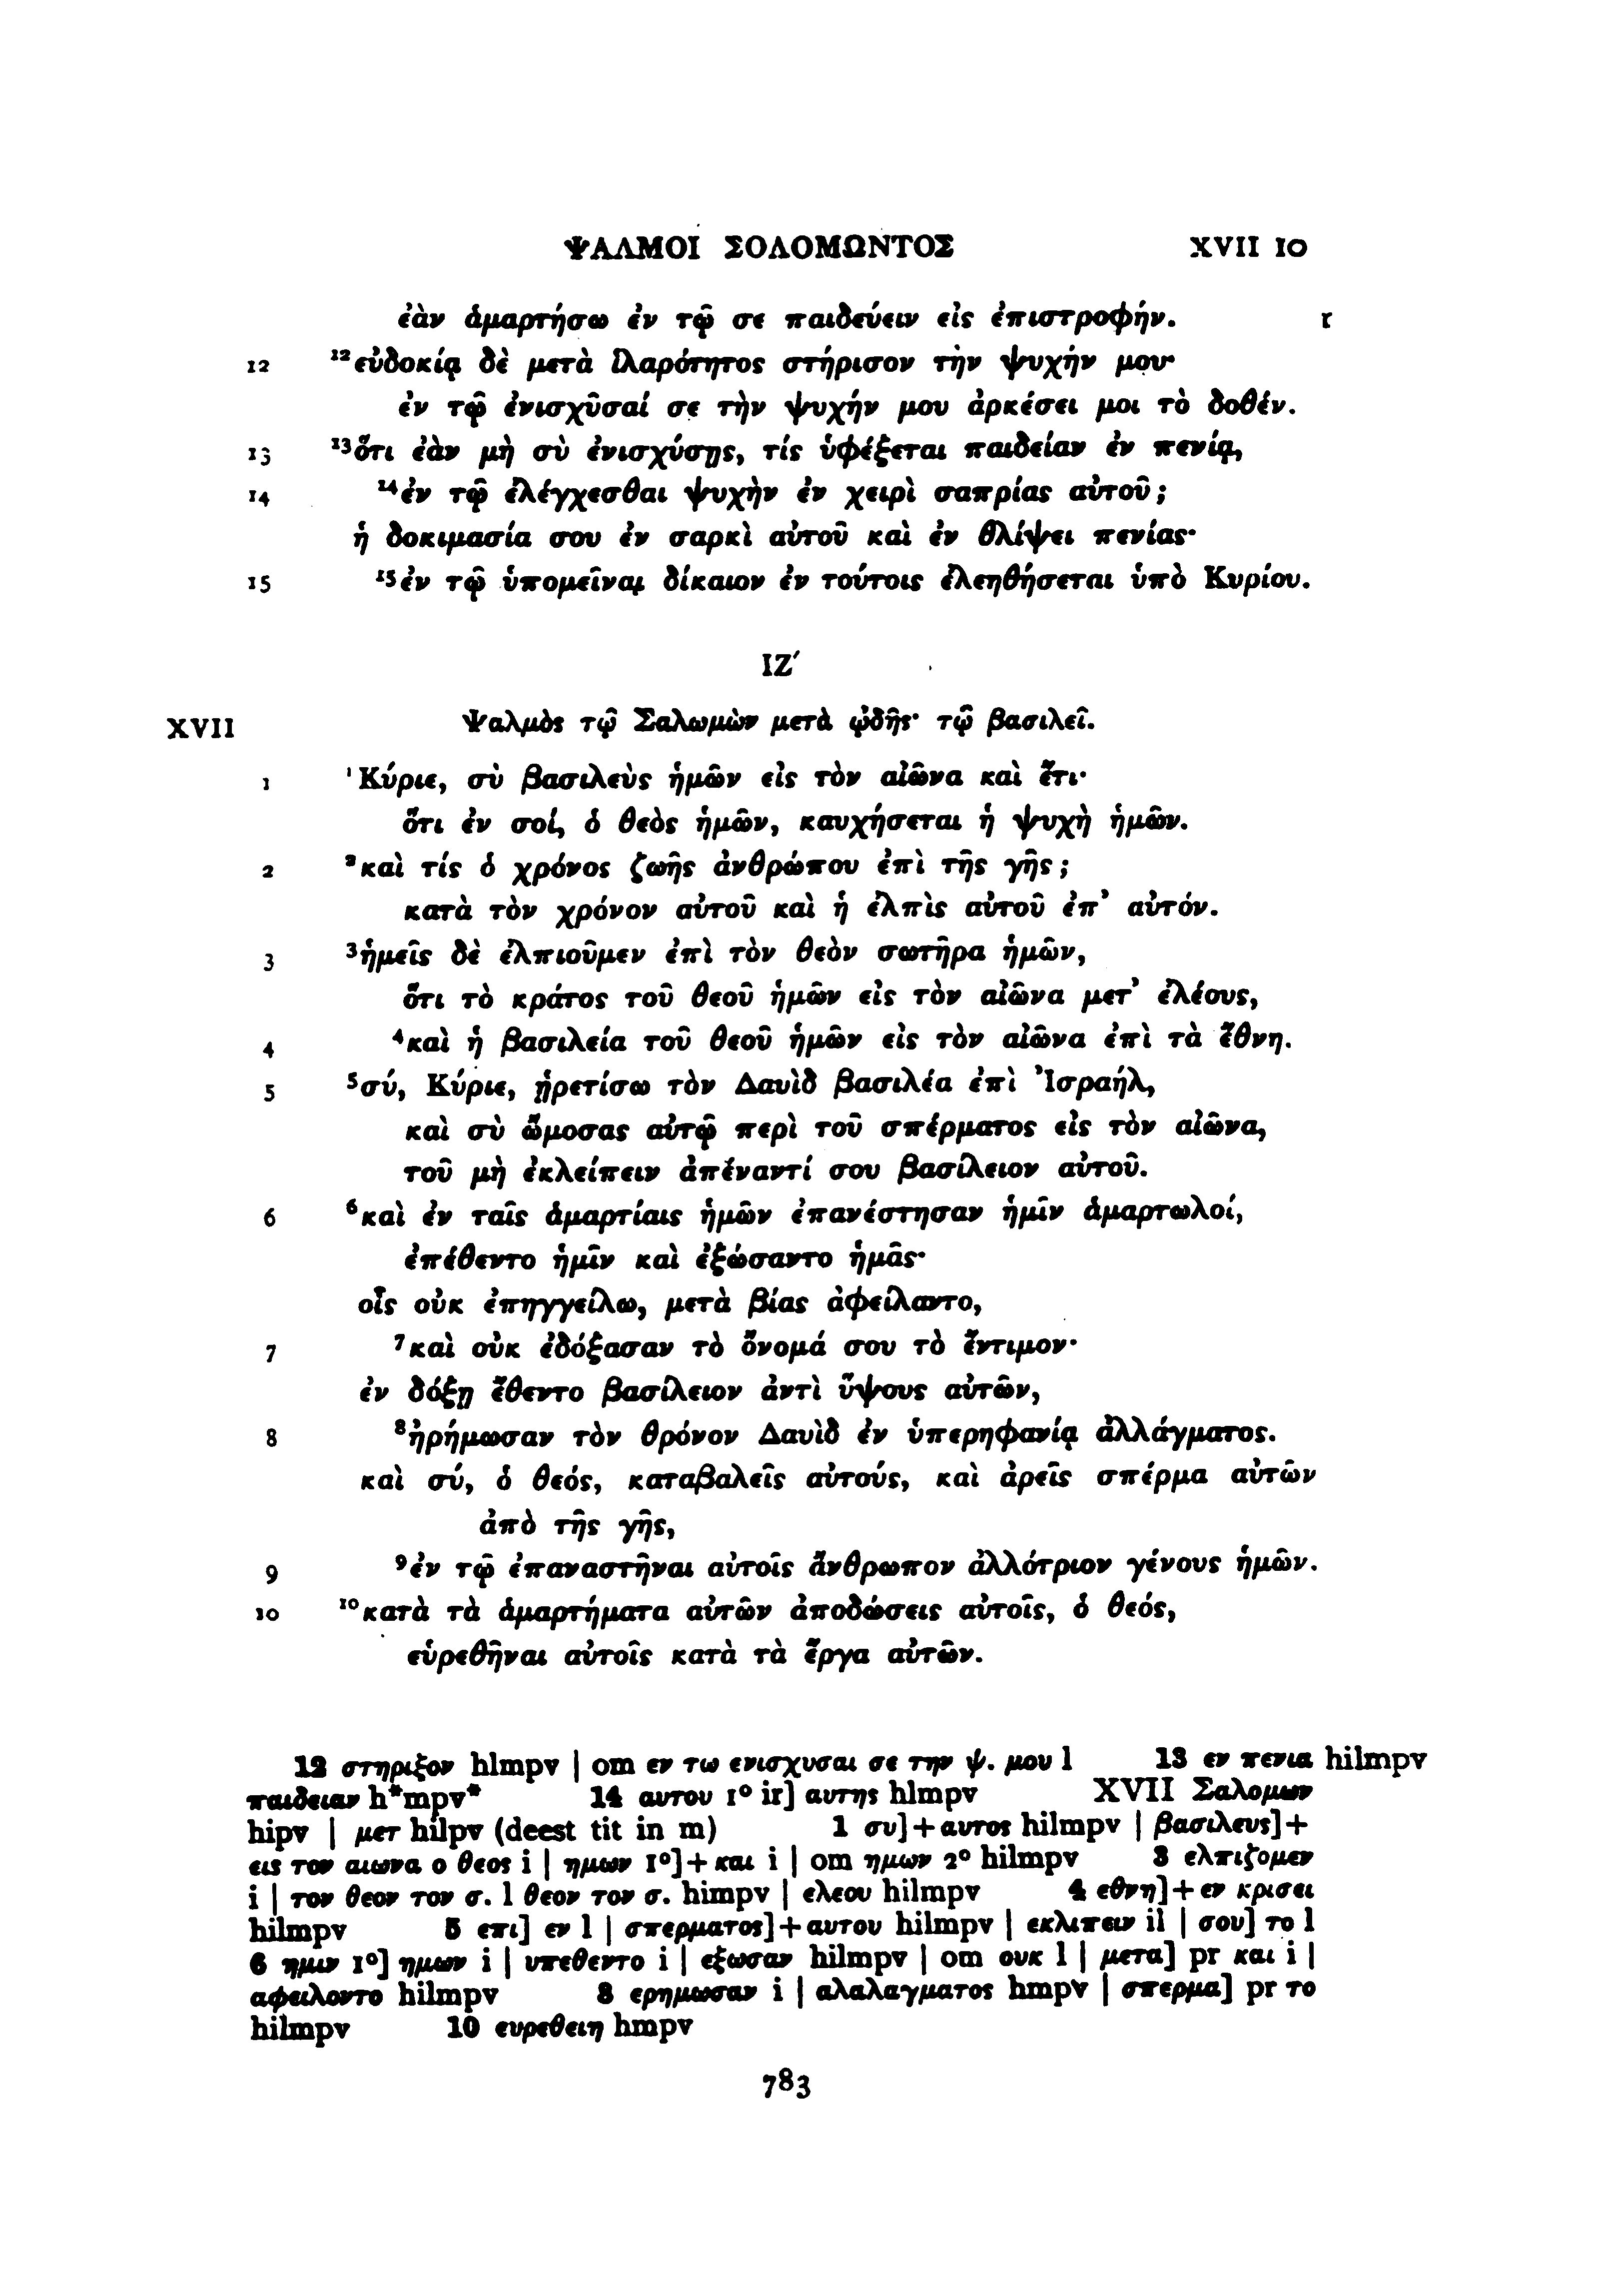 ΨΑΛΜΟΙ ΣΟΛΟΜΩΝΤΟΣ XVII 10
ἐὰν ἁμαρτήσω ἐν τῷ σε παιδεύειν εἰς ἐπιστροφήν. r
12 ¹²εὐδοκίᾳ δὲ μετὰ ἱλαρότητος στήρισον τὴν ψυχήν μου·
ἐν τῷ ἐνισχῦσαί σε τὴν ψυχήν μου ἀρκέσει μοι τὸ δοθέν.
13 ¹³ὅτι ἐὰν μὴ σὺ ἐνισχύσῃς, τίς ὑφέξεται παιδείαν ἐν πενίᾳ,
14 ¹⁴ἐν τῷ ἐλέγχεσθαι ψυχὴν ἐν χειρὶ σαπρίας αὐτοῦ;
ἡ δοκιμασία σου ἐν σαρκὶ αὐτοῦ καὶ ἐν θλίψει πενίας·
15 ¹⁵ἐν τῷ ὑπομεῖναι δίκαιον ἐν τούτοις ἐλεηθήσεται ὑπὸ Κυρίου.
ΙΖ′
XVII Ψαλμὸς τῷ Σαλωμὼν μετὰ ᾠδῆς· τῷ βασιλεῖ.
1 ¹Κύριε, σὺ βασιλεὺς ἡμῶν εἰς τὸν αἰῶνα καὶ ἔτι·
ὅτι ἐν σοί, ὁ θεὸς ἡμῶν, καυχήσεται ἡ ψυχὴ ἡμῶν.
2 ²καὶ τίς ὁ χρόνος ζωῆς ἀνθρώπου ἐπὶ τῆς γῆς;
κατὰ τὸν χρόνον αὐτοῦ καὶ ἡ ἐλπὶς αὐτοῦ ἐπ᾽ αὐτόν.
3 ³ἡμεῖς δὲ ἐλπιοῦμεν ἐπὶ τὸν θεὸν σωτῆρα ἡμῶν,
ὅτι τὸ κράτος τοῦ θεοῦ ἡμῶν εἰς τὸν αἰῶνα μετ᾽ ἐλέους,
4 ⁴καὶ ἡ βασιλεία τοῦ θεοῦ ἡμῶν εἰς τὸν αἰῶνα ἐπὶ τὰ ἔθνη.
5 ⁵σύ, Κύριε, ᾑρετίσω τὸν Δαυὶδ βασιλέα ἐπὶ Ἰσραήλ,
καὶ σὺ ὤμοσας αὐτῷ περὶ τοῦ σπέρματος εἰς τὸν αἰῶνα,
τοῦ μὴ ἐκλείπειν ἀπέναντί σου βασίλειον αὐτοῦ.
6 ⁶καὶ ἐν ταῖς ἁμαρτίαις ἡμῶν ἐπανέστησαν ἡμῖν ἁμαρτωλοί,
ἐπέθεντο ἡμῖν καὶ ἐξώσαντο ἡμᾶς·
οἷς οὐκ ἐπηγγείλω, μετὰ βίας ἀφείλαντο,
7 ⁷καὶ οὐκ ἐδόξασαν τὸ ὄνομά σου τὸ ἔντιμον·
ἐν δόξῃ ἔθεντο βασίλειον ἀντὶ ὕψους αὐτῶν,
8 ⁸ἠρήμωσαν τὸν θρόνον Δαυὶδ ἐν ὑπερηφανίᾳ ἀλλάγματος.
καὶ σύ, ὁ θεός, καταβαλεῖς αὐτούς, καὶ ἀρεῖς σπέρμα αὐτῶν
ἀπὸ τῆς γῆς,
9 ⁹ἐν τῷ ἐπαναστῆναι αὐτοῖς ἄνθρωπον ἀλλότριον γένους ἡμῶν.
10 ¹⁰κατὰ τὰ ἁμαρτήματα αὐτῶν ἀποδώσεις αὐτοῖς, ὁ θεός,
εὑρεθῆναι αὐτοῖς κατὰ τὰ ἔργα αὐτῶν.
12 στηριξον hlmpv | om εν τω ενισχυσαι σε την ψ. μου l 13 εν πενια hilmpv
παιδειαν h*mpv* 14 αυτου 1° ir] αυτης hlmpv XVII Σαλομων
hipv | μετ hilpv (deest tit in m) 1 συ]+αυτος hilmpv | βασιλευς]+
εις τον αιωνα ο θεος i | ημων 1°]+και i | om ημων 2° hilmpv 3 ελπιζομεν
i | τον θεον τον σ. l θεον τον σ. himpv | ελεου hilmpv 4 εθνη]+εν κρισει
hilmpv 5 επι] εν l | σπερματος]+αυτου hilmpv | εκλιπειν il | σου] το l
6 ημιν 1°] ημων i | υπεθεντο i | εξωσαν hilmpv | om ουκ l | μετα] pr και i |
αφειλοντο hilmpv 8 ερημωσαν i | αλαλαγματος hmpv | σπερμα] pr το
hilmpv 10 ευρεθειη hmpv
783